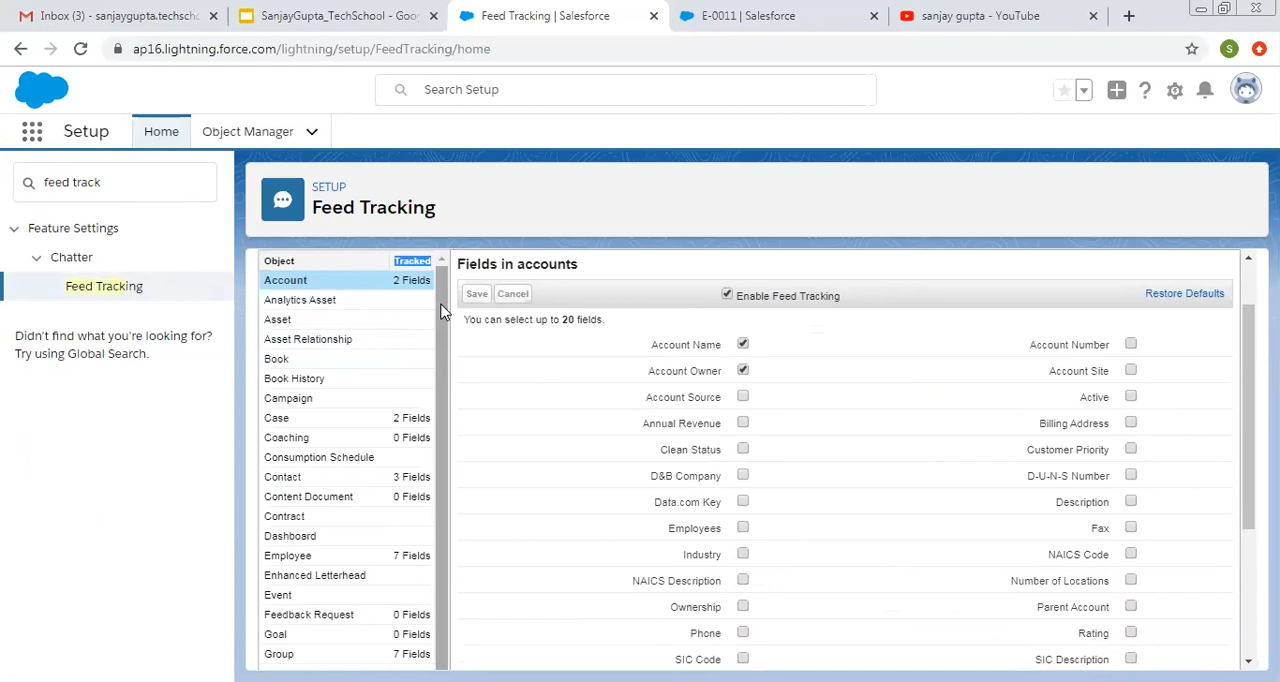 Inbox (3) - sanjaygupta.techscho
SanjayGupta_TechSchool - Goo
Feed Tracking | Salesforce
E-0011 | Salesforce
sanjay gupta - YouTube
ap16.lightning.force.com/lightning/setup/FeedTracking/home
S
Search Setup
Setup
Home
Object Manager
feed track
Feature Settings
Chatter
Feed Tracking
Didn't find what you're looking for?
Try using Global Search.
SETUP
Feed Tracking
Object Tracked
Account 2 Fields
Analytics Asset
Asset
Asset Relationship
Book
Book History
Campaign
Case 2 Fields
Coaching 0 Fields
Consumption Schedule
Contact 3 Fields
Content Document 0 Fields
Contract
Dashboard
Employee 7 Fields
Enhanced Letterhead
Event
Feedback Request 0 Fields
Goal 0 Fields
Group 7 Fields
Fields in accounts
Save Cancel Enable Feed Tracking Restore Defaults
You can select up to 20 fields.
Account Name Account Number
Account Owner Account Site
Account Source Active
Annual Revenue Billing Address
Clean Status Customer Priority
D&B Company D-U-N-S Number
Data.com Key Description
Employees Fax
Industry NAICS Code
NAICS Description Number of Locations
Ownership Parent Account
Phone Rating
SIC Code SIC Description